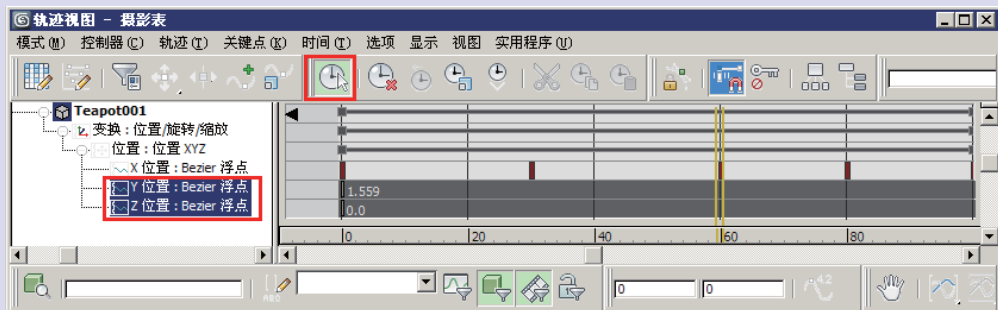 轨迹视图 - 摄影表
模式(M) 控制器(C) 轨迹(T) 关键点(K) 时间(T) 选项 显示 视图 实用程序(U)
Teapot001
变换:位置/旋转/缩放
位置:位置 XYZ
X 位置:Bezier 浮点
Y 位置:Bezier 浮点
1.559
Z 位置:Bezier 浮点
0.0
0 20 40 60 80
ABC
0 0
4.2